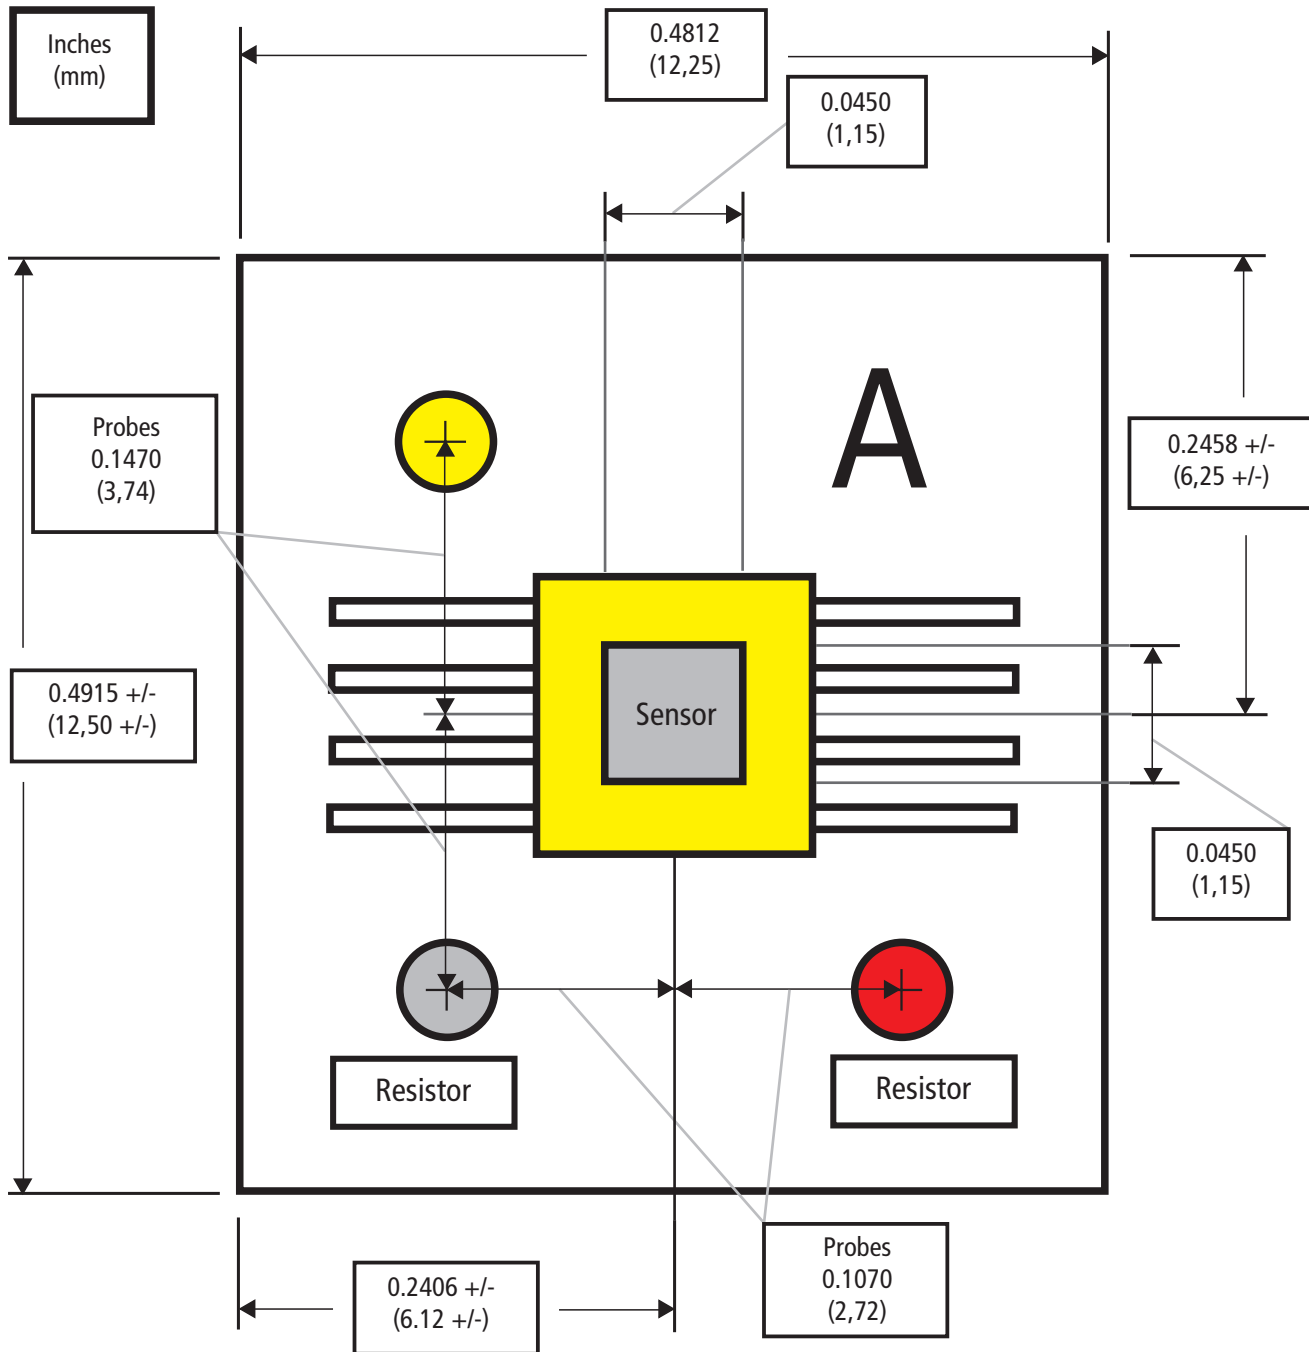 Inches
(mm)
0.4812
(12,25)
0.0450
(1,15)
A
Probes
0.1470
(3,74)
0.2458 +/-
(6,25 +/-)
0.4915 +/-
(12,50 +/-)
Sensor
0.0450
(1,15)
Resistor
Resistor
Probes
0.1070
(2,72)
0.2406 +/-
(6.12 +/-)